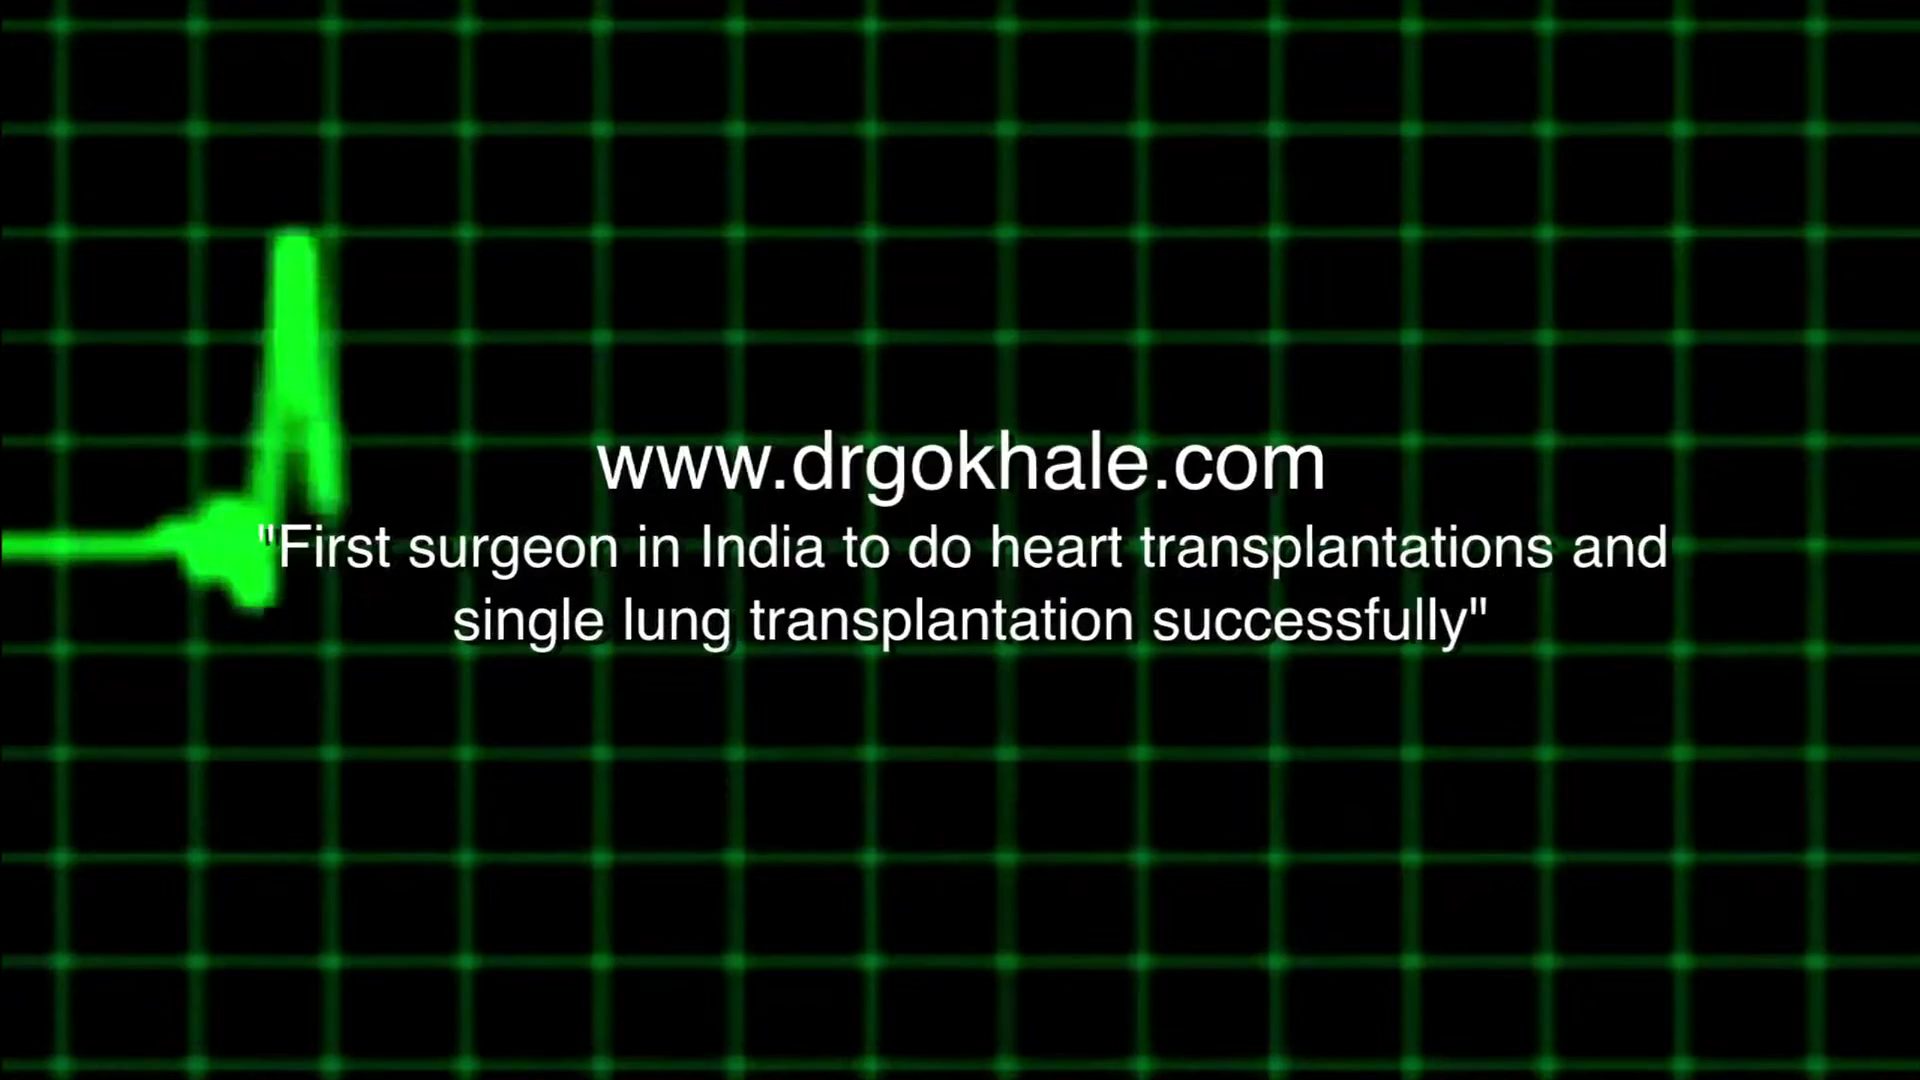 www.drgokhale.com
"First surgeon in India to do heart transplantations and
single lung transplantation successfully"